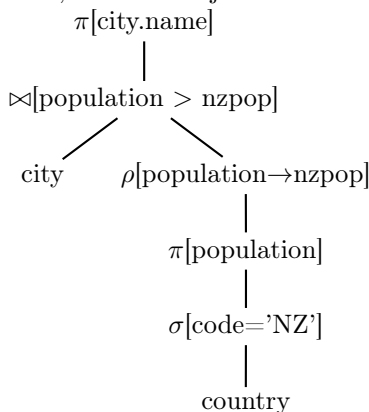 π[city.name]
⋈[population > nzpop]
city ρ[population→nzpop]
π[population]
σ[code='NZ']
country